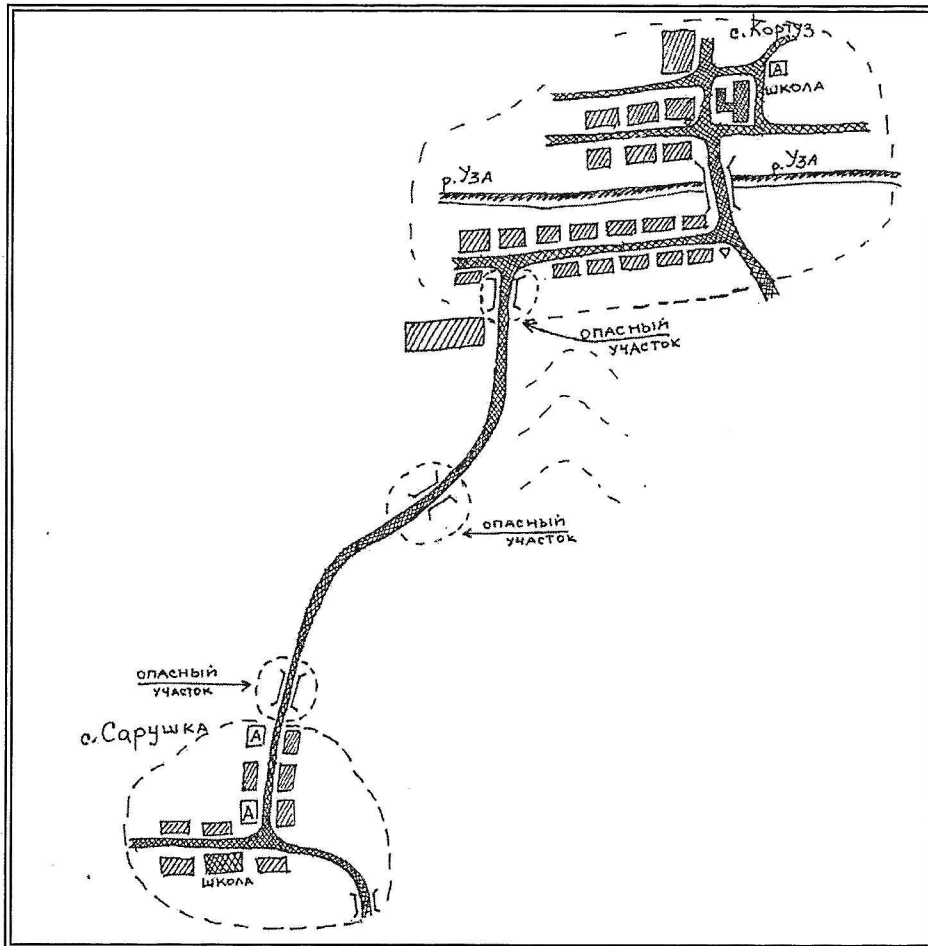 с. Кортуз
А
школа
р. Уза
р. Уза
опасный
участок
опасный
участок
опасный
участок
с. Сарушка
А
А
школа